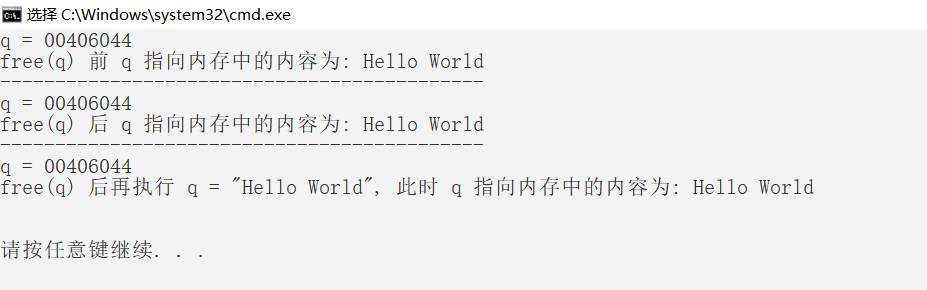 选择 C:\Windows\system32\cmd.exe
q = 00406044
free(q) 前 q 指向内存中的内容为: Hello World
--------------------------------------------
q = 00406044
free(q) 后 q 指向内存中的内容为: Hello World
--------------------------------------------
q = 00406044
free(q) 后再执行 q = "Hello World", 此时 q 指向内存中的内容为: Hello World
请按任意键继续. . .